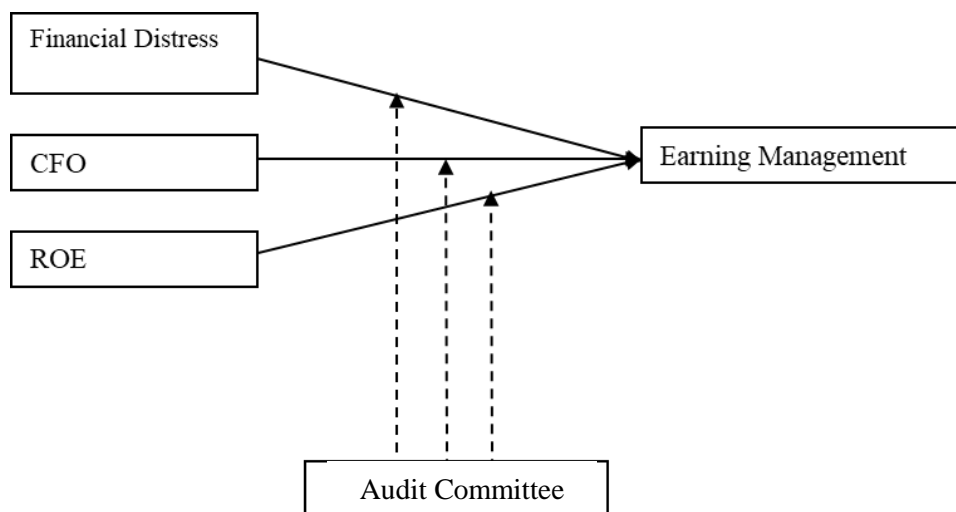 Financial Distress
CFO
Earning Management
ROE
Audit Committee